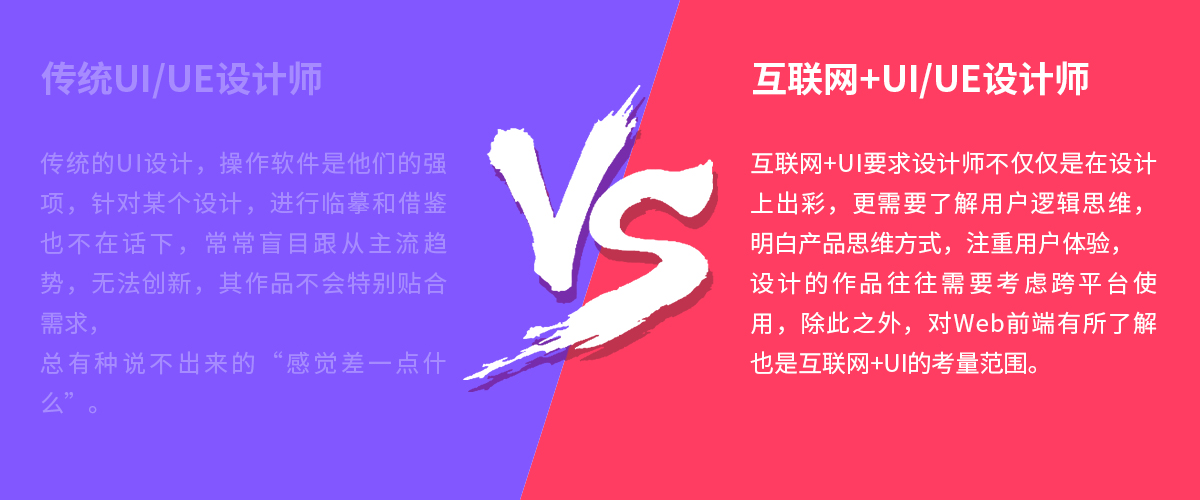 传统UI/UE设计师
传统的UI设计，操作软件是他们的强
项，针对某个设计，进行临摹和借鉴
也不在话下，常常盲目跟从主流趋
势，无法创新，其作品不会特别贴合
需求，
总有种说不出来的“感觉差一点什
么”。
VS
互联网+UI/UE设计师
互联网+UI要求设计师不仅仅是在设计
上出彩，更需要了解用户逻辑思维，
明白产品思维方式，注重用户体验，
设计的作品往往需要考虑跨平台使
用，除此之外，对Web前端有所了解
也是互联网+UI的考量范围。